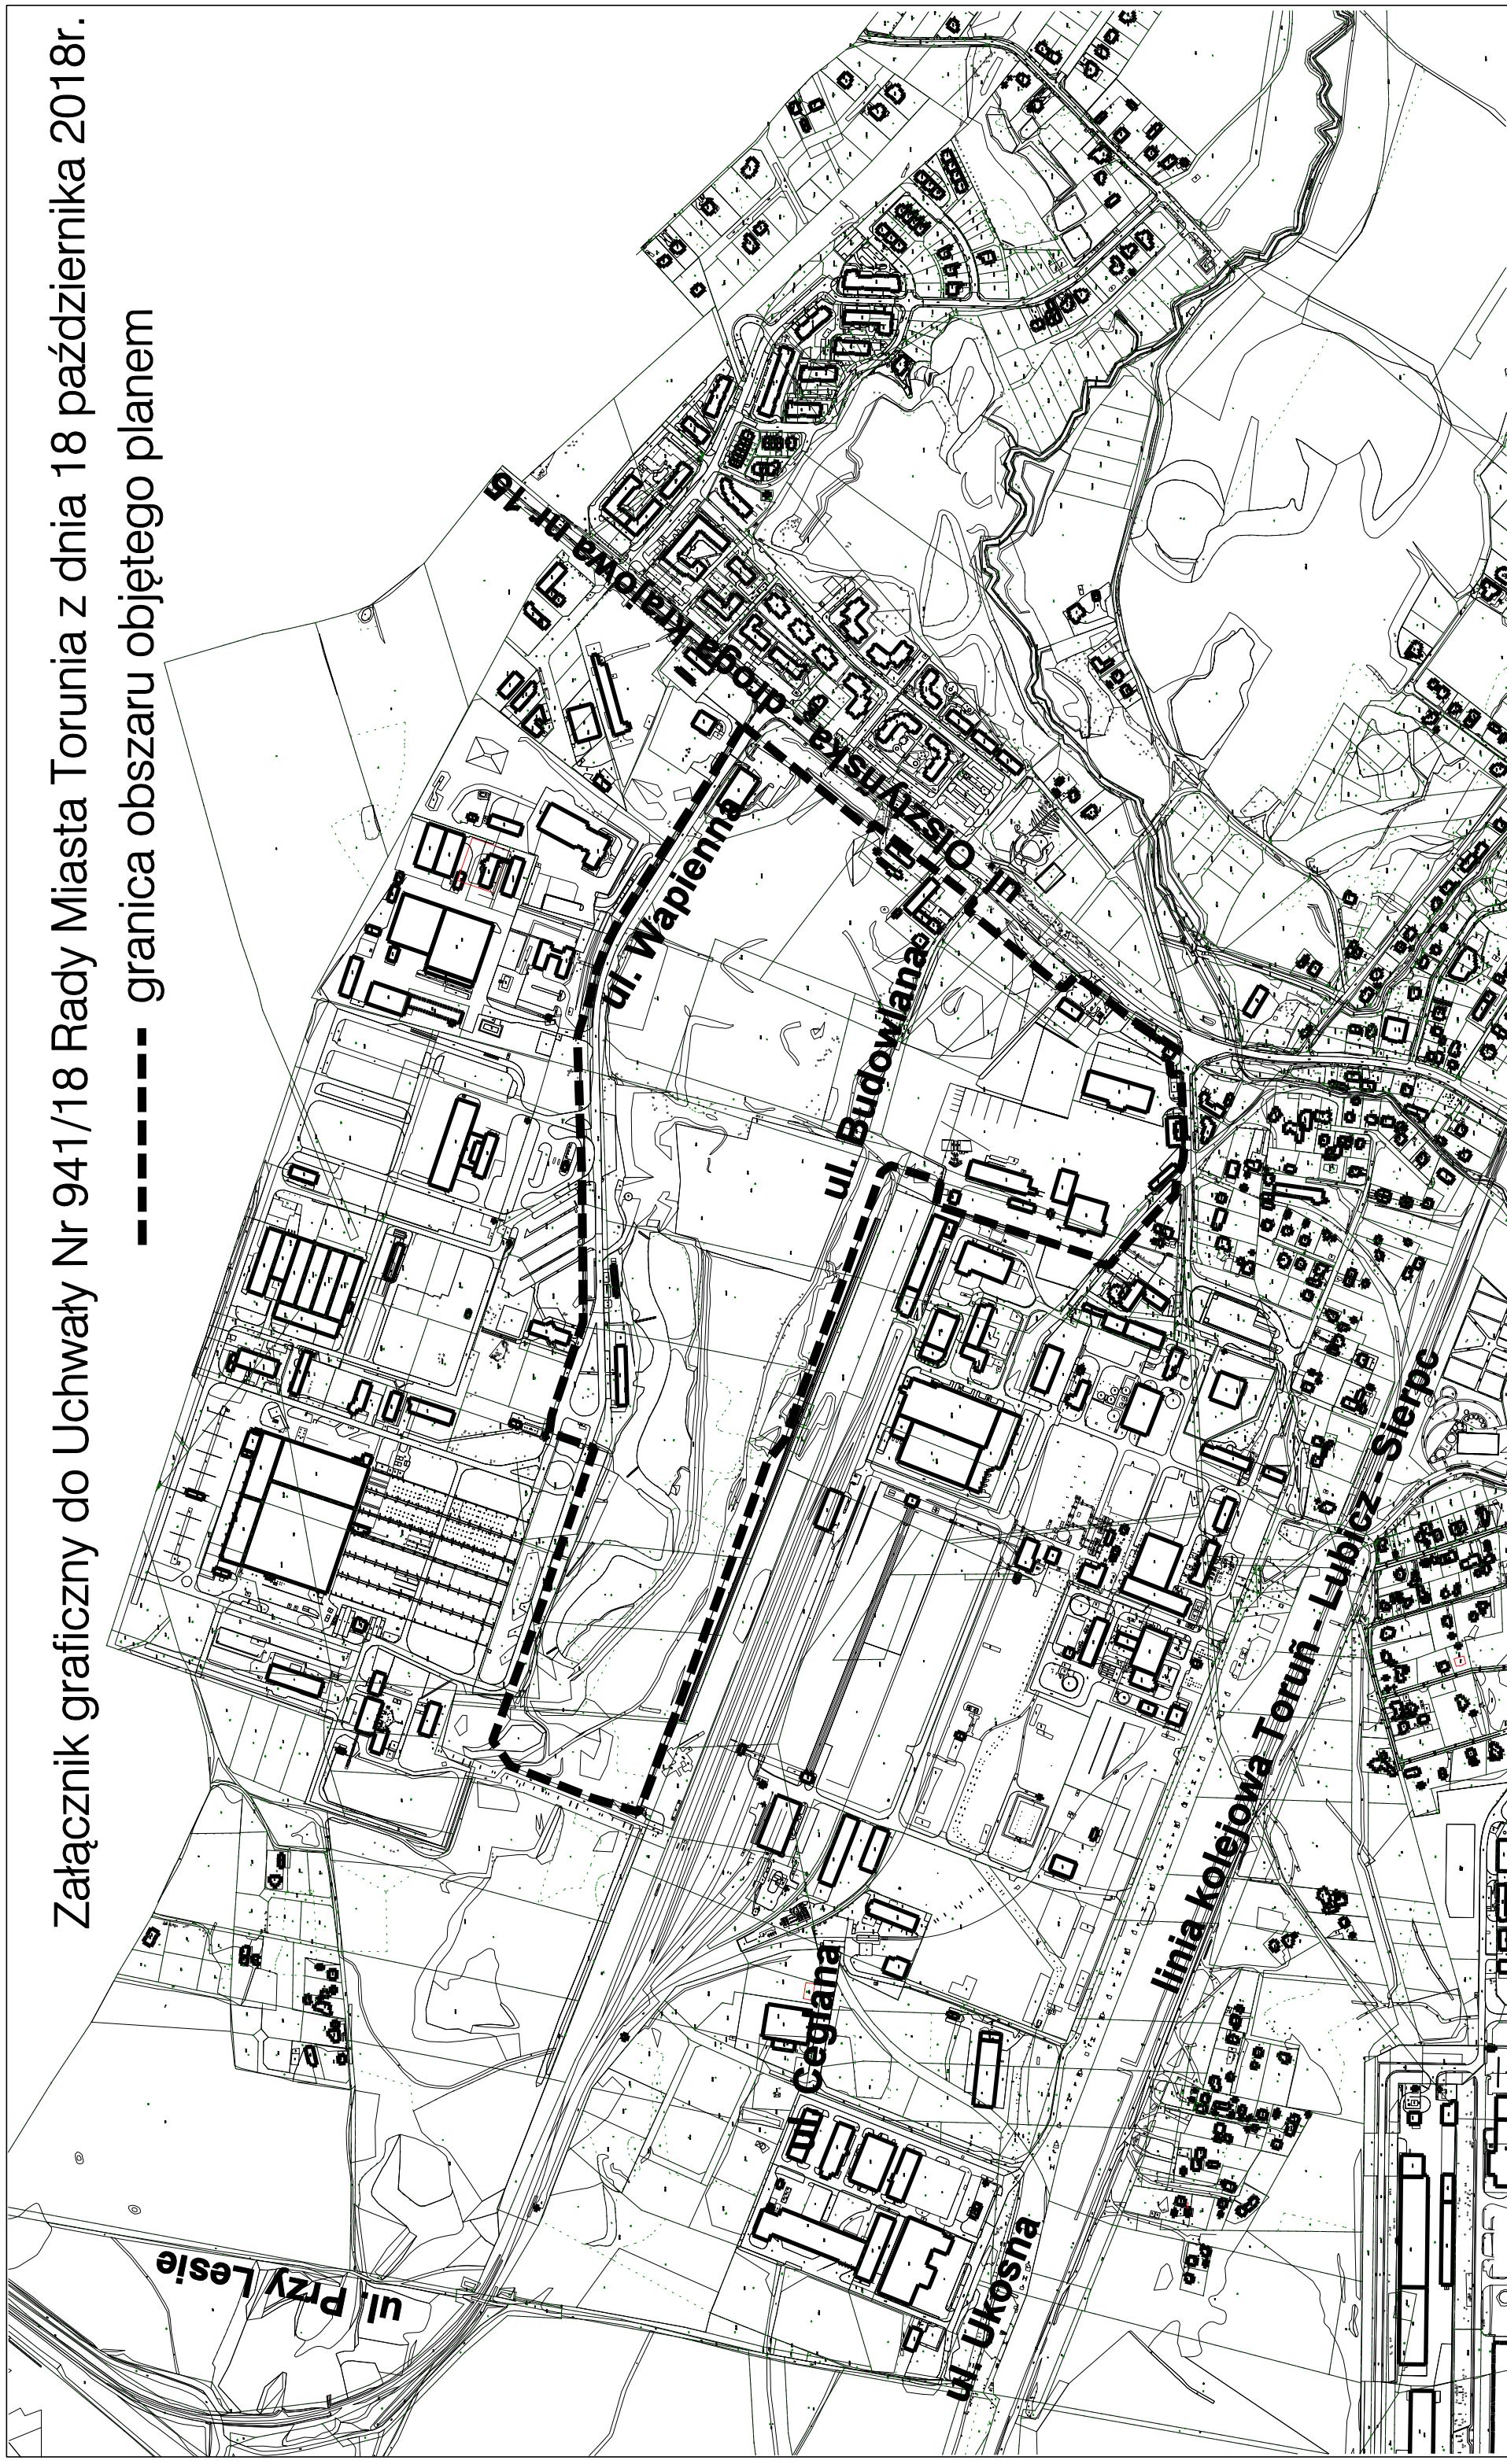 Załącznik graficzny do Uchwały Nr 941/18 Rady Miasta Torunia z dnia 18 października 2018r.
granica obszaru objętego planem
ul. Przy Lesie
ul. Wapienna
ul. Olsztyńska - droga krajowa nr 15
ul. Budowlana
ul. Ceglana
ul. Ukośna
linia kolejowa Toruń - Lubicz - Sierpc